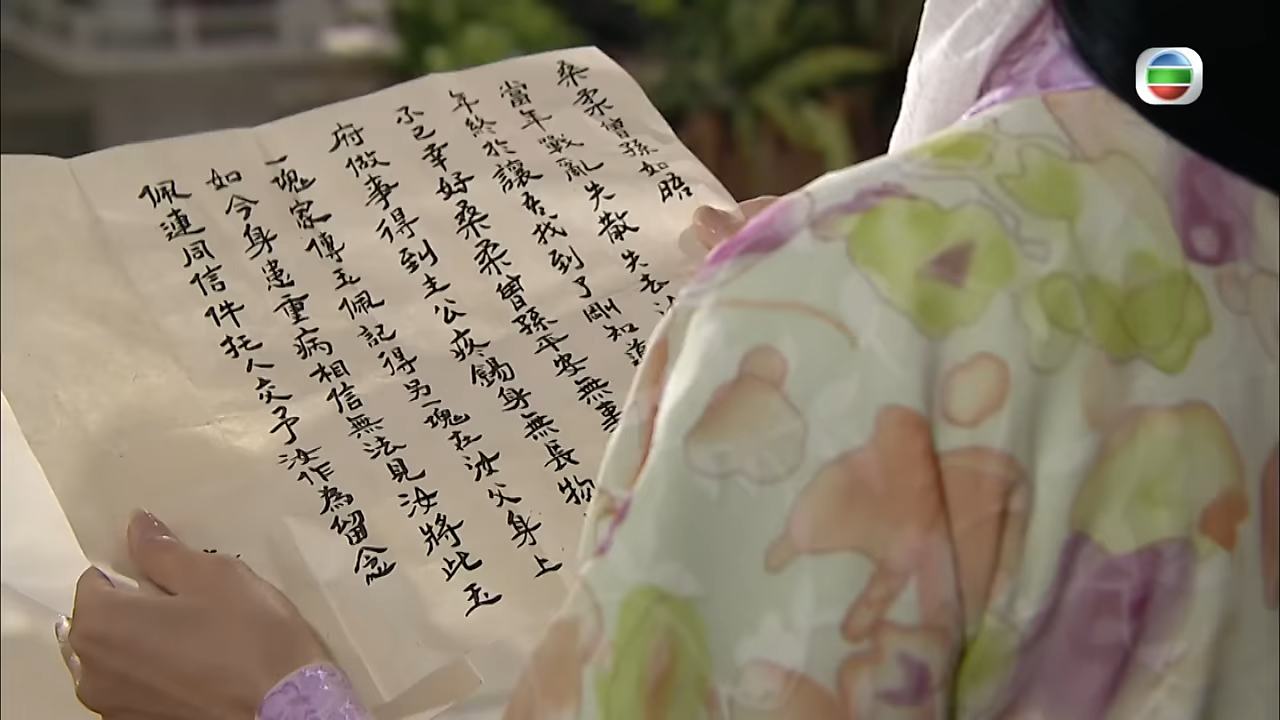 桑柔曾孫如晤
當年戰亂失散失去
年終於讓吾找到了剛知
不已幸好桑柔曾孫平安無事
府做事得到主公疼錫身無長物
一塊家傳玉佩記得另一塊在汝父身上
如今身患重病相信無法見汝將此玉
佩連同信件托人交予汝作為留念